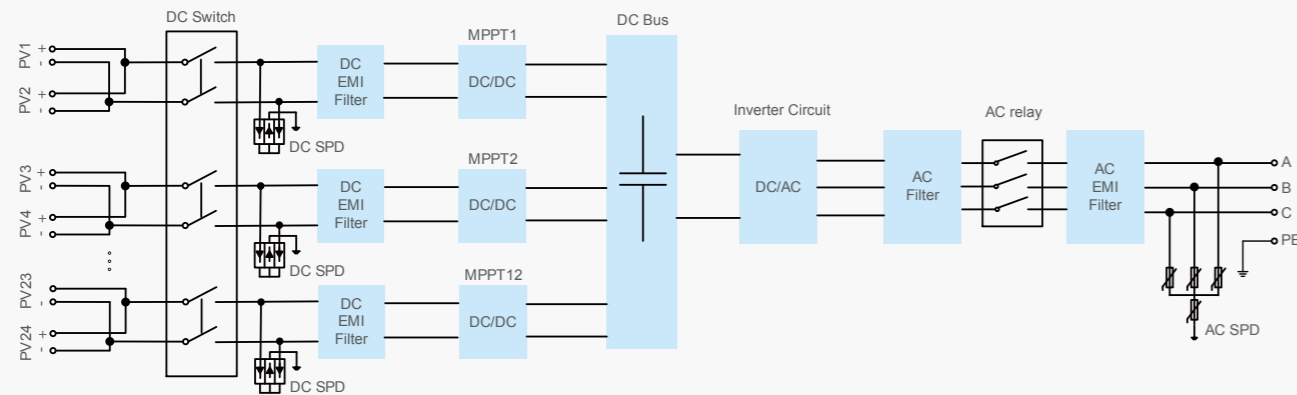 DC Switch
DC Bus
MPPT1
PV1 + -
PV2 + -
DC
EMI
Filter
DC/DC
DC SPD
Inverter Circuit
AC relay
MPPT2
PV3 + -
PV4 + -
DC
EMI
Filter
DC/DC
DC SPD
DC/AC
AC
Filter
AC
EMI
Filter
A
B
C
PE
MPPT12
PV23 + -
PV24 + -
DC
EMI
Filter
DC/DC
DC SPD
AC SPD